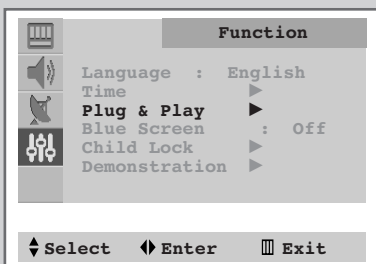 Function
Language : English
Time ▶
Plug & Play ▶
Blue Screen : Off
Child Lock ▶
Demonstration ▶
Select Enter Exit